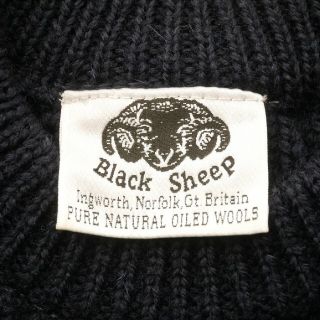 Black Sheep
Ingworth, Norfolk, Gt Britain
PURE NATURAL OILED WOOLS